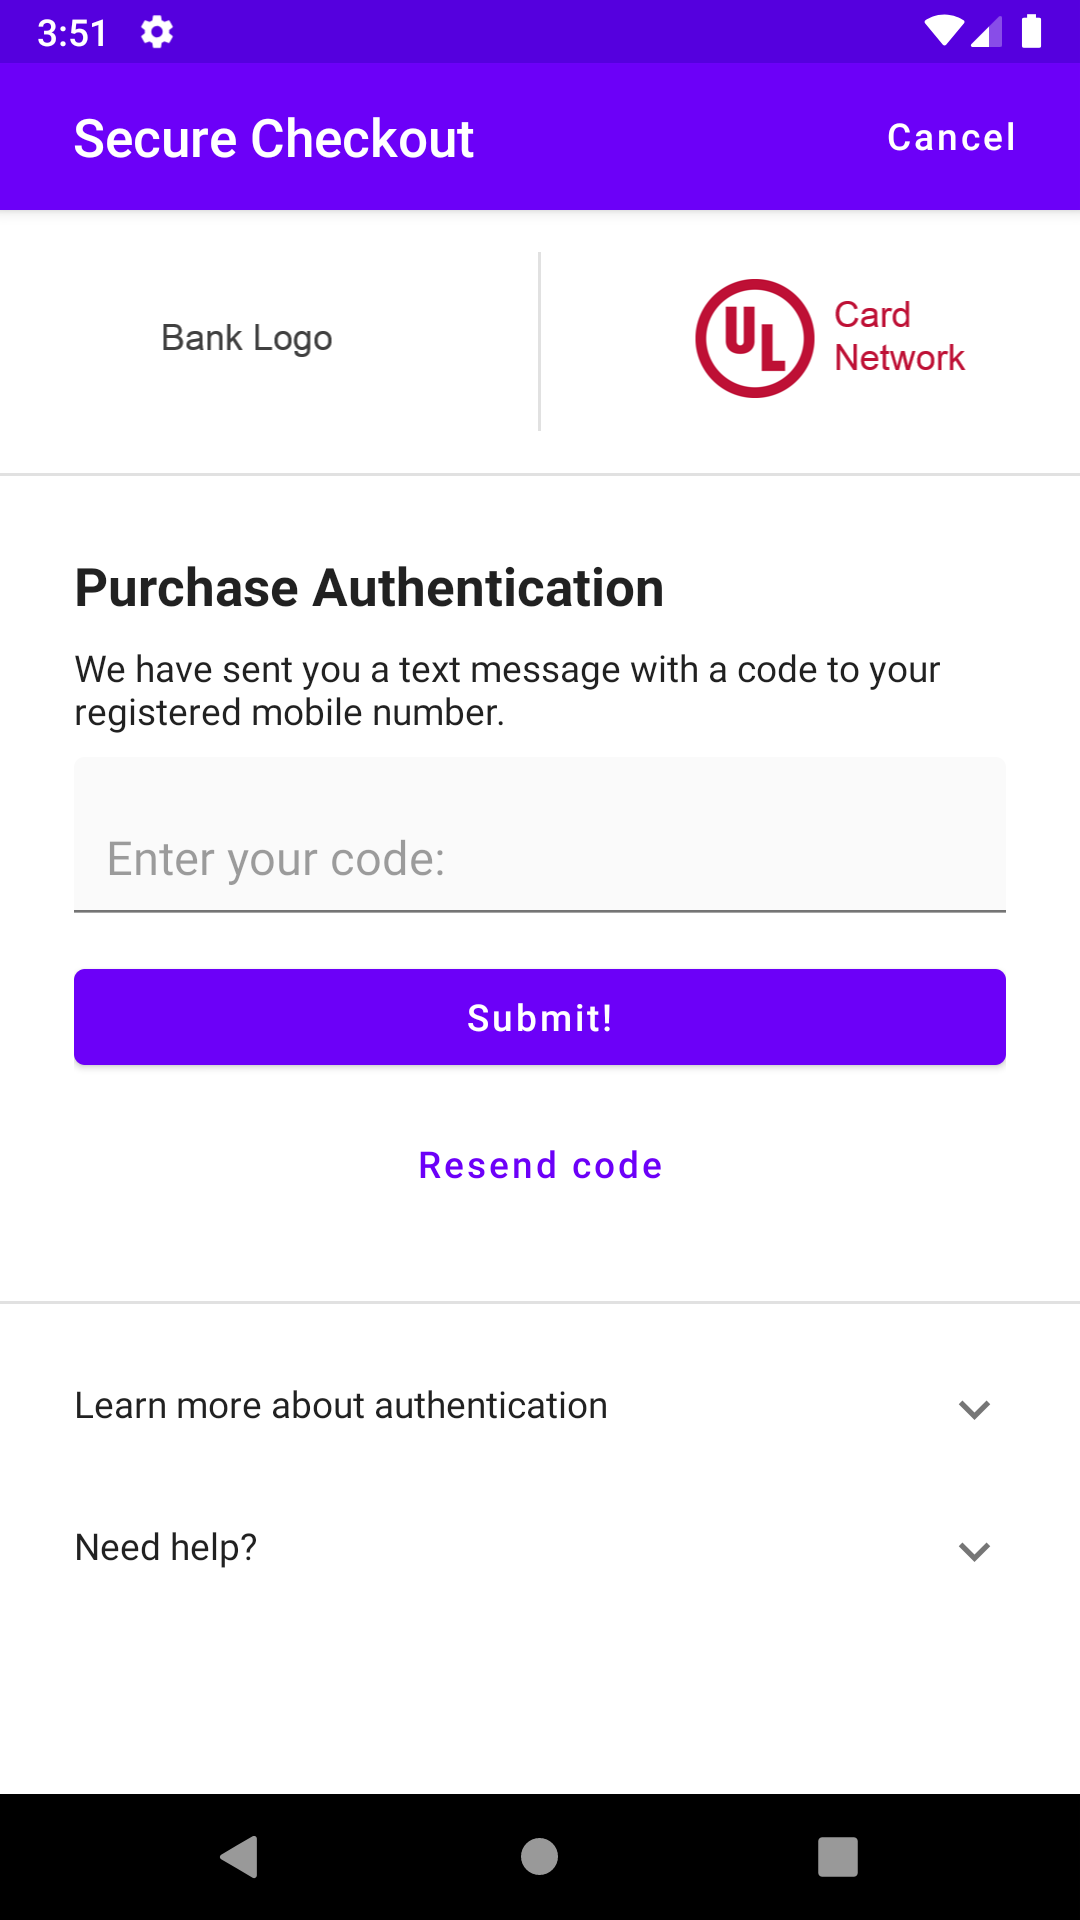 3:51
Secure Checkout
Cancel
Bank Logo
UL
Card
Network
Purchase Authentication
We have sent you a text message with a code to your
registered mobile number.
Enter your code:
Submit!
Resend code
Learn more about authentication
Need help?